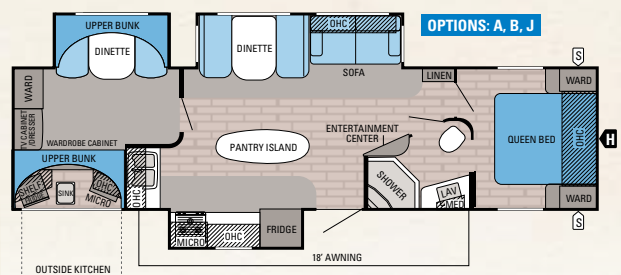 UPPER BUNK
DINETTE
DINETTE
OHC
SOFA
OPTIONS: A, B, J
S
WARD
TV CABINET
/DRESSER
WARDROBE CABINET
LINEN
WARD
QUEEN BED
OHC
H
ENTERTAINMENT
CENTER
PANTRY ISLAND
UPPER BUNK
SHELF
SINK
OHC
MICRO
OHC
SHOWER
LAV
MED
WARD
S
MICRO
OHC
FRIDGE
18' AWNING
OUTSIDE KITCHEN